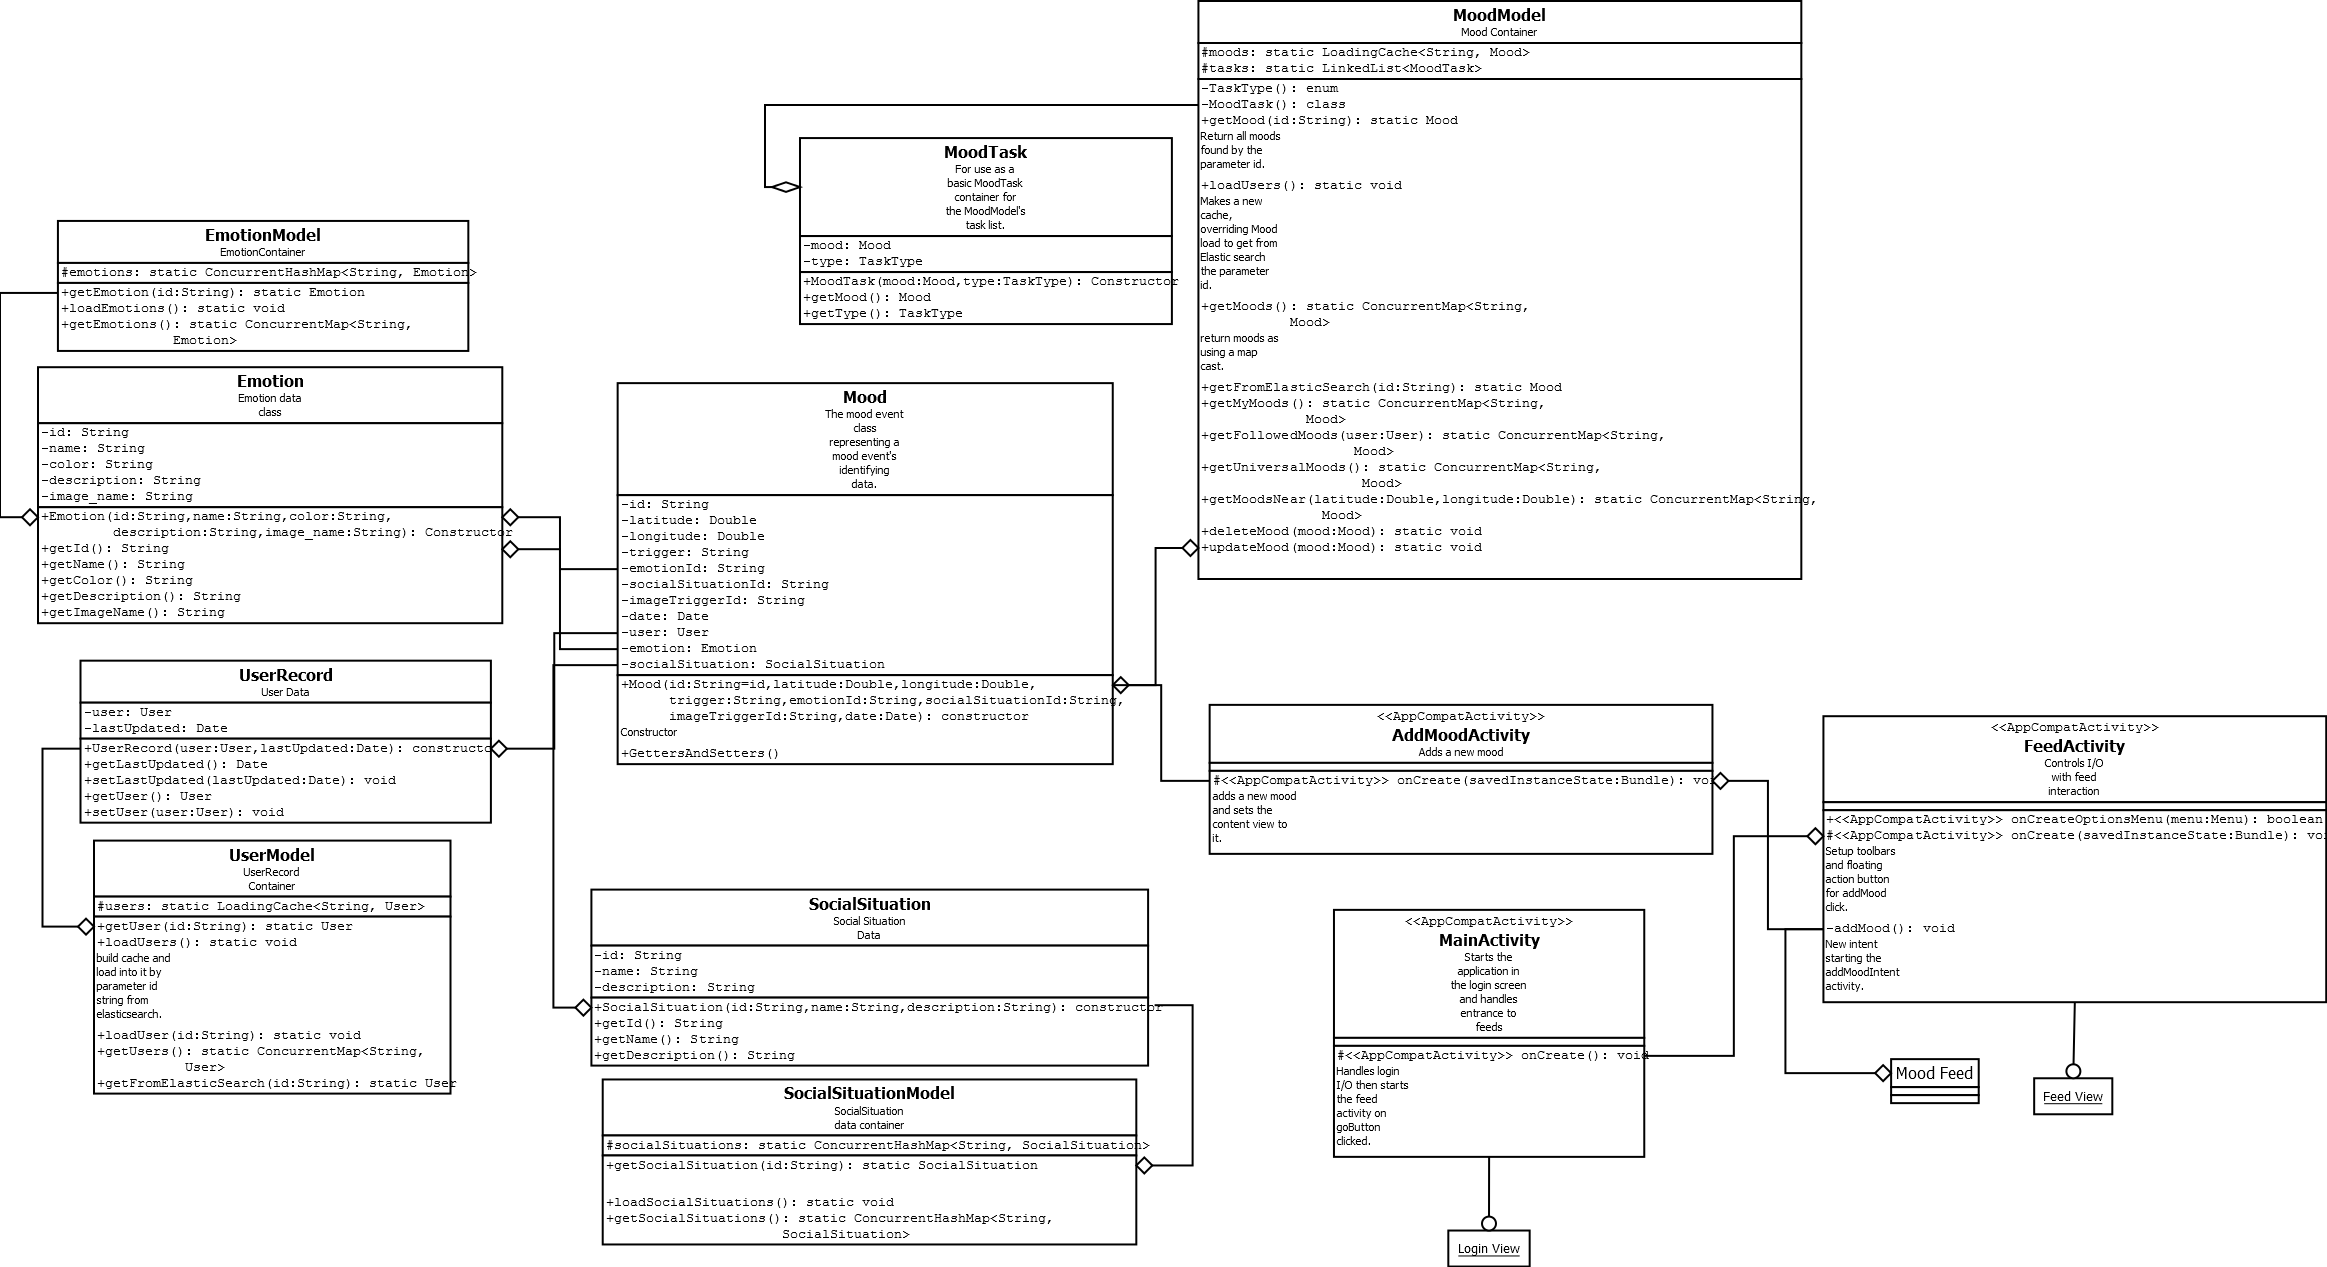 MoodModel
Mood Container
#moods: static LoadingCache<String, Mood>
#tasks: static LinkedList<MoodTask>
-TaskType(): enum
-MoodTask(): class
+getMood(id:String): static Mood
Return all moods
found by the
parameter id.
+loadUsers(): static void
Makes a new
cache,
overriding Mood
load to get from
Elastic search
the parameter
id.
+getMoods(): static ConcurrentMap<String,
Mood>
return moods as
using a map
cast.
+getFromElasticSearch(id:String): static Mood
+getMyMoods(): static ConcurrentMap<String,
Mood>
+getFollowedMoods(user:User): static ConcurrentMap<String,
Mood>
+getUniversalMoods(): static ConcurrentMap<String,
Mood>
+getMoodsNear(latitude:Double,longitude:Double): static ConcurrentMap<String,
Mood>
+deleteMood(mood:Mood): static void
+updateMood(mood:Mood): static void
MoodTask
For use as a
basic MoodTask
container for
the MoodModel's
task list.
-mood: Mood
-type: TaskType
+MoodTask(mood:Mood,type:TaskType): Constructor
+getMood(): Mood
+getType(): TaskType
EmotionModel
EmotionContainer
#emotions: static ConcurrentHashMap<String, Emotion>
+getEmotion(id:String): static Emotion
+loadEmotions(): static void
+getEmotions(): static ConcurrentMap<String,
Emotion>
Emotion
Emotion data
class
-id: String
-name: String
-color: String
-description: String
-image_name: String
+Emotion(id:String,name:String,color:String,
description:String,image_name:String): Constructor
+getId(): String
+getName(): String
+getColor(): String
+getDescription(): String
+getImageName(): String
Mood
The mood event
class
representing a
mood event's
identifying
data.
-id: String
-latitude: Double
-longitude: Double
-trigger: String
-emotionId: String
-socialSituationId: String
-imageTriggerId: String
-date: Date
-user: User
-emotion: Emotion
-socialSituation: SocialSituation
+Mood(id:String=id,latitude:Double,longitude:Double,
trigger:String,emotionId:String,socialSituationId:String,
imageTriggerId:String,date:Date): constructor
Constructor
+GettersAndSetters()
UserRecord
User Data
-user: User
-lastUpdated: Date
+UserRecord(user:User,lastUpdated:Date): constructo
+getLastUpdated(): Date
+setLastUpdated(lastUpdated:Date): void
+getUser(): User
+setUser(user:User): void
UserModel
UserRecord
Container
#users: static LoadingCache<String, User>
+getUser(id:String): static User
+loadUsers(): static void
build cache and
load into it by
parameter id
string from
elasticsearch.
+loadUser(id:String): static void
+getUsers(): static ConcurrentMap<String,
User>
+getFromElasticSearch(id:String): static User
SocialSituation
Social Situation
Data
-id: String
-name: String
-description: String
+SocialSituation(id:String,name:String,description:String): constructor
+getId(): String
+getName(): String
+getDescription(): String
SocialSituationModel
SocialSituation
data container
#socialSituations: static ConcurrentHashMap<String, SocialSituation>
+getSocialSituation(id:String): static SocialSituation
+loadSocialSituations(): static void
+getSocialSituations(): static ConcurrentHashMap<String,
SocialSituation>
<<AppCompatActivity>>
AddMoodActivity
Adds a new mood
#<<AppCompatActivity>> onCreate(savedInstanceState:Bundle): voi
adds a new mood
and sets the
content view to
it.
<<AppCompatActivity>>
MainActivity
Starts the
application in
the login screen
and handles
entrance to
feeds
#<<AppCompatActivity>> onCreate(): void
Handles login
I/O then starts
the feed
activity on
goButton
clicked.
Login View
<<AppCompatActivity>>
FeedActivity
Controls I/O
with feed
interaction
+<<AppCompatActivity>> onCreateOptionsMenu(menu:Menu): boolean
#<<AppCompatActivity>> onCreate(savedInstanceState:Bundle): voi
Setup toolbars
and floating
action button
for addMood
click.
-addMood(): void
New intent
starting the
addMoodIntent
activity.
Mood Feed
Feed View